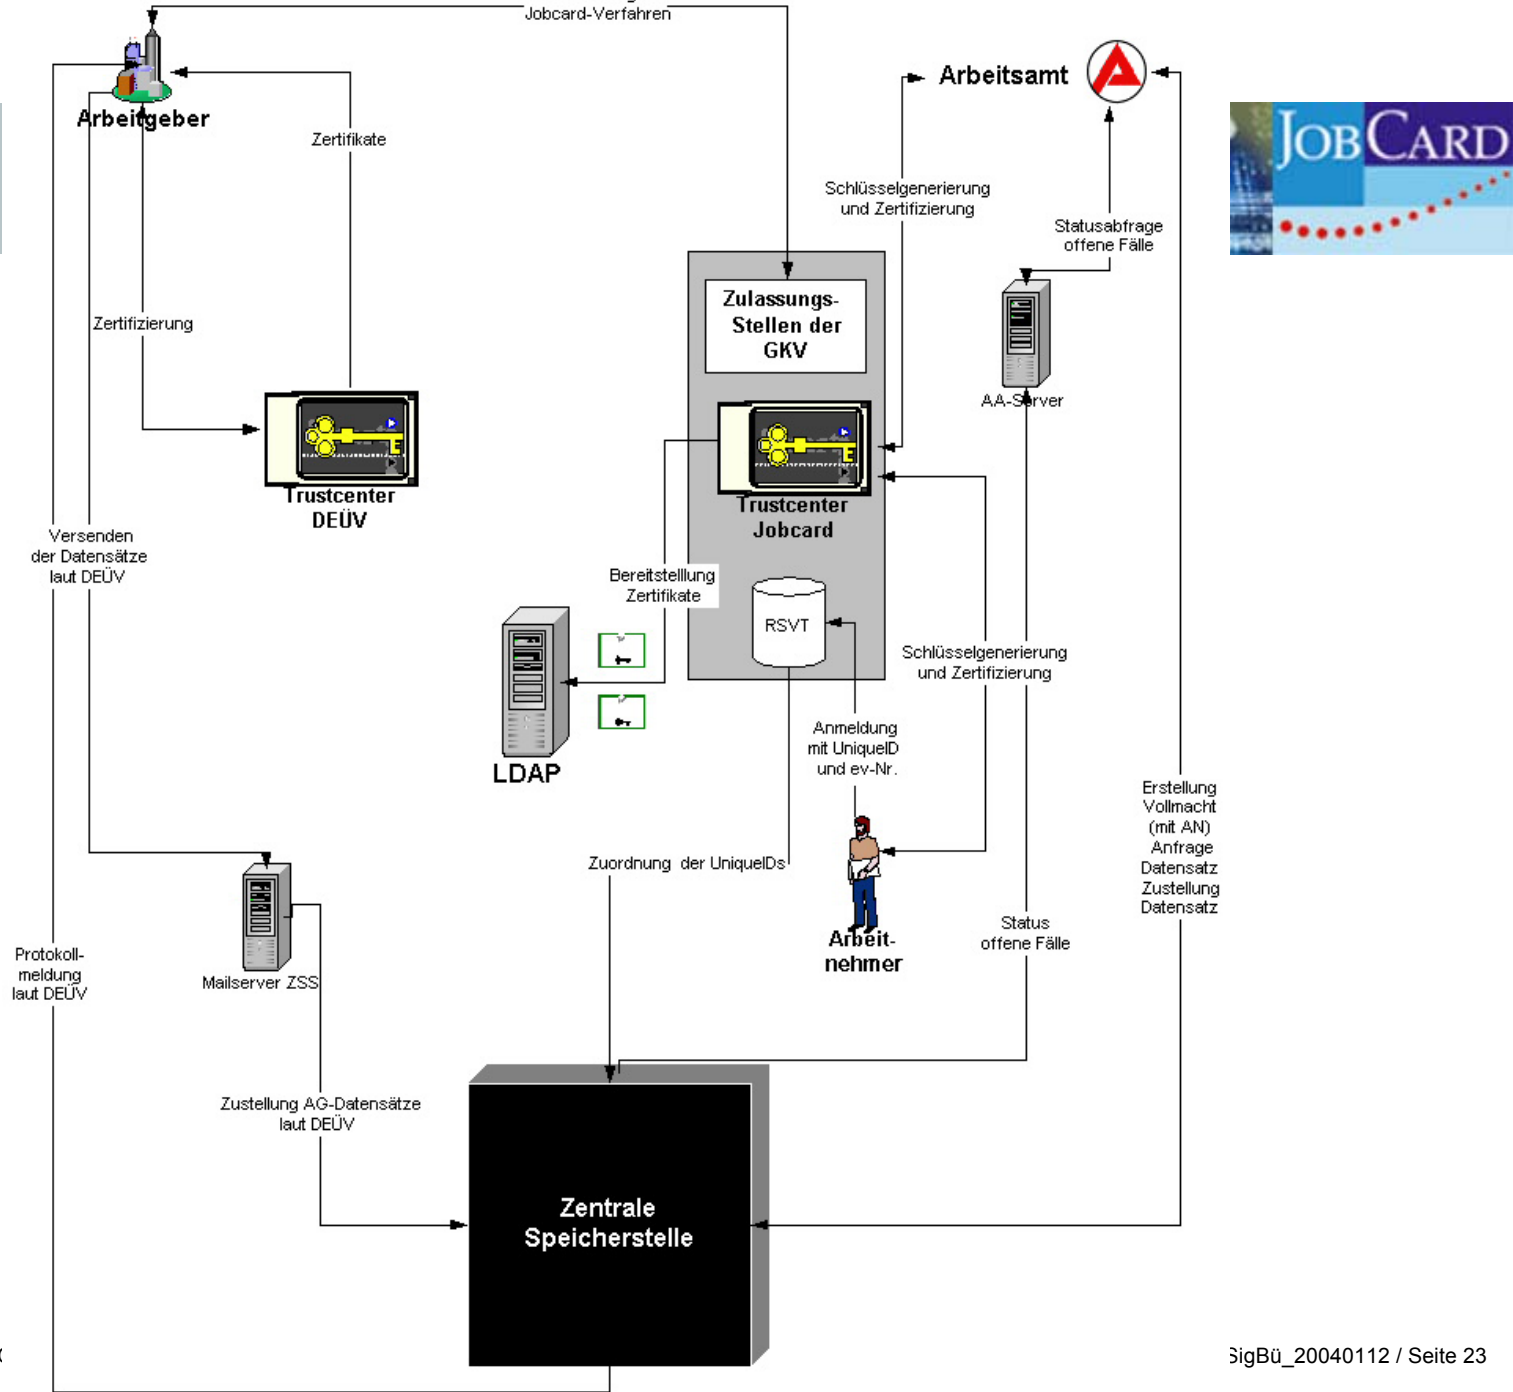 Jobcard-Verfahren
Arbeitgeber
Zertifikate
Arbeitsamt
JOBCARD
Schlüsselgenerierung
und Zertifizierung
Statusabfrage
offene Fälle
Zulassungs-
Stellen der
GKV
Zertifizierung
AA-Server
Trustcenter
DEÜV
Trustcenter
Jobcard
Versenden
der Datensätze
laut DEÜV
Bereitstelllung
Zertifikate
RSVT
Schlüsselgenerierung
und Zertifizierung
LDAP
Anmeldung
mit UniqueID
und ev-Nr.
Erstellung
Vollmacht
(mit AN)
Anfrage
Datensatz
Zustellung
Datensatz
Zuordnung der UniqueIDs
Status
offene Fälle
Arbeit-
nehmer
Protokoll-
meldung
laut DEÜV
Mailserver ZSS
Zustellung AG-Datensätze
laut DEÜV
Zentrale
Speicherstelle
SigBü_20040112 / Seite 23